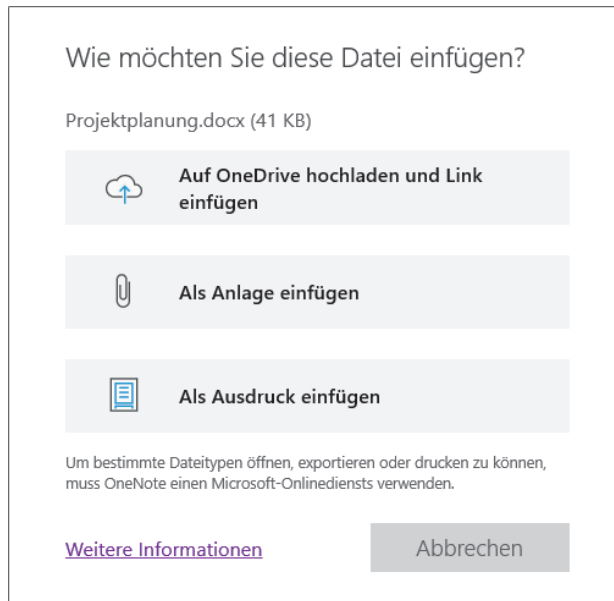 Wie möchten Sie diese Datei einfügen?
Projektplanung.docx (41 KB)
Auf OneDrive hochladen und Link
einfügen
Als Anlage einfügen
Als Ausdruck einfügen
Um bestimmte Dateitypen öffnen, exportieren oder drucken zu können,
muss OneNote einen Microsoft-Onlinediensts verwenden.
Weitere Informationen
Abbrechen